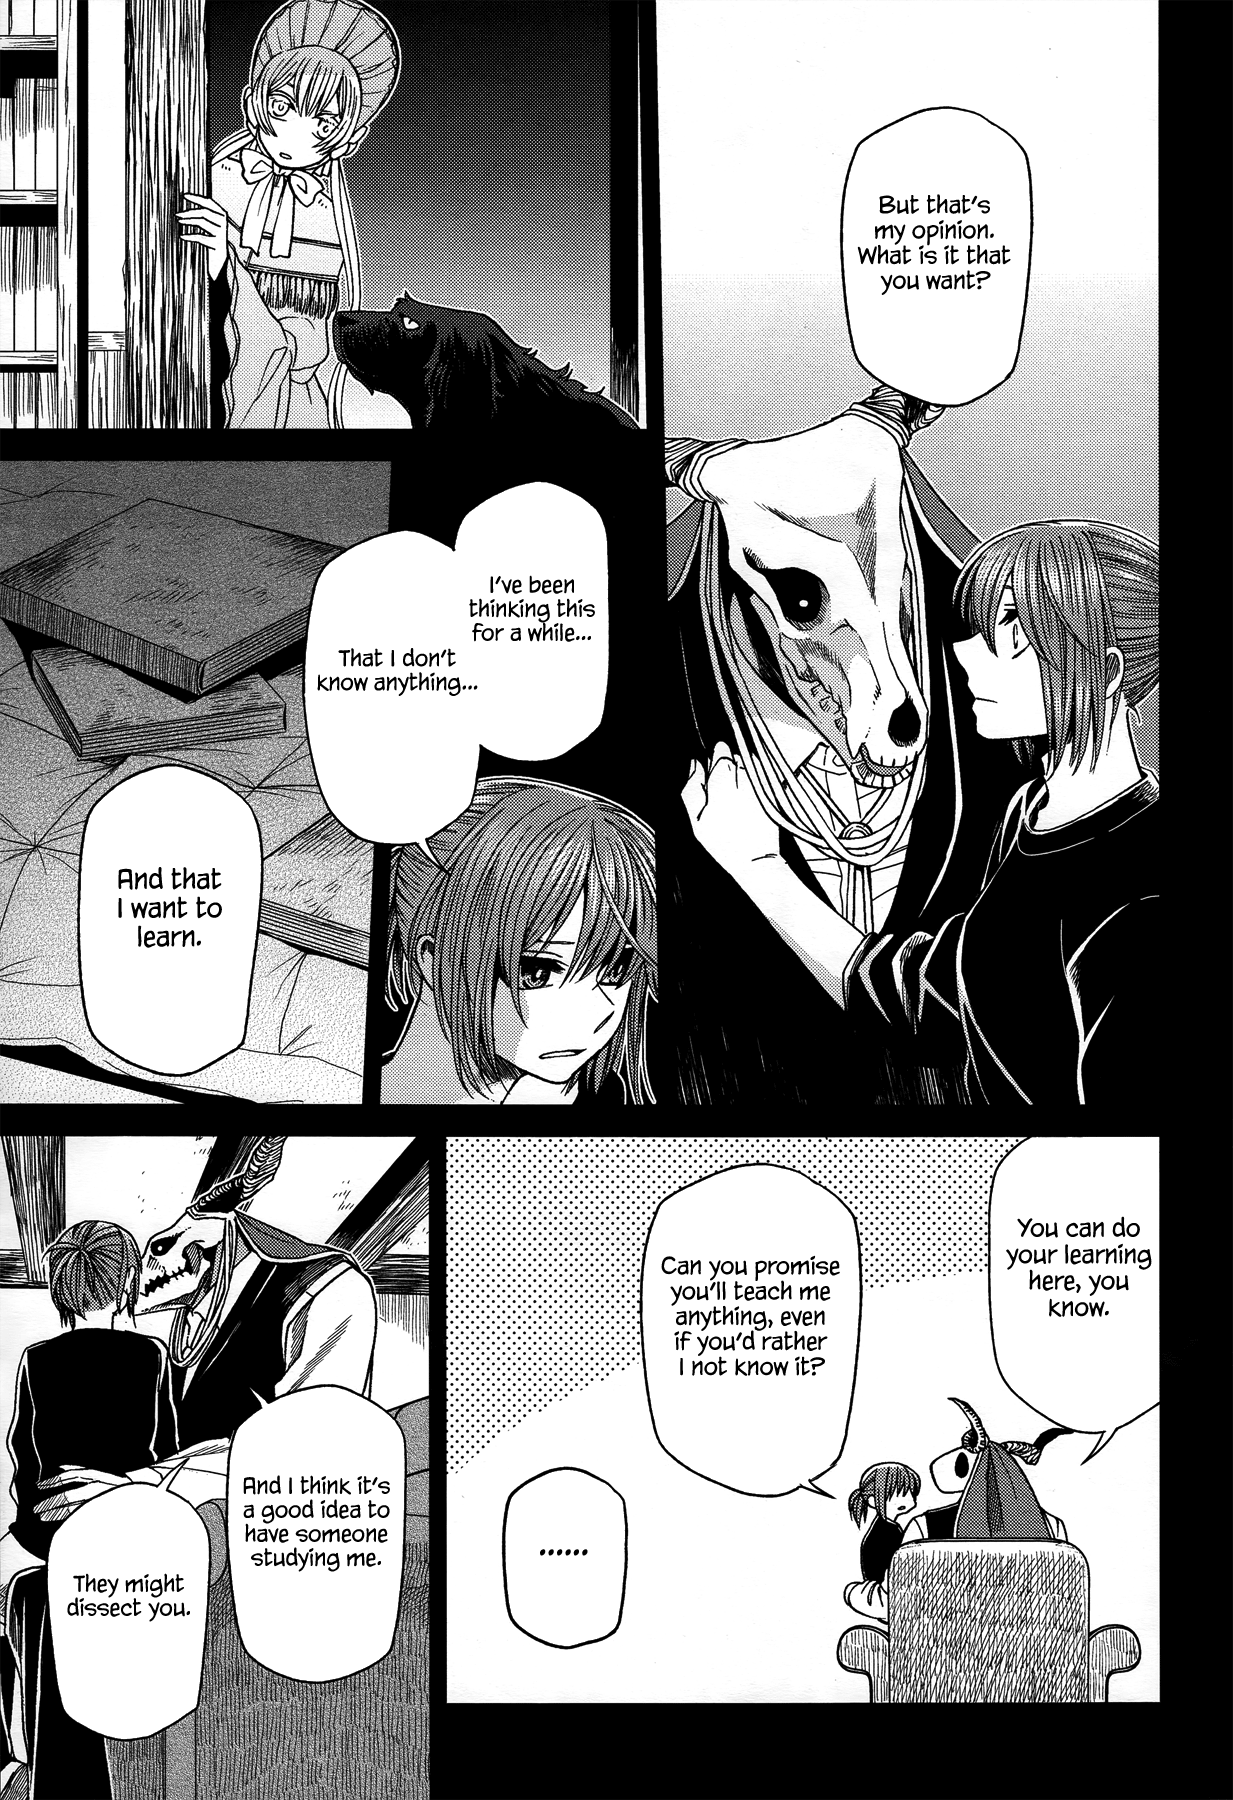 But that's
my opinion.
What is it that
you want?
I've been
thinking this
for a while...
That I don't
know anything...
And that
I want to
learn.
You can do
your learning
here, you
know.
Can you promise
you'll teach me
anything, even
if you'd rather
I not know it?
......
And I think it's
a good idea to
have someone
studying me.
They might
dissect you.